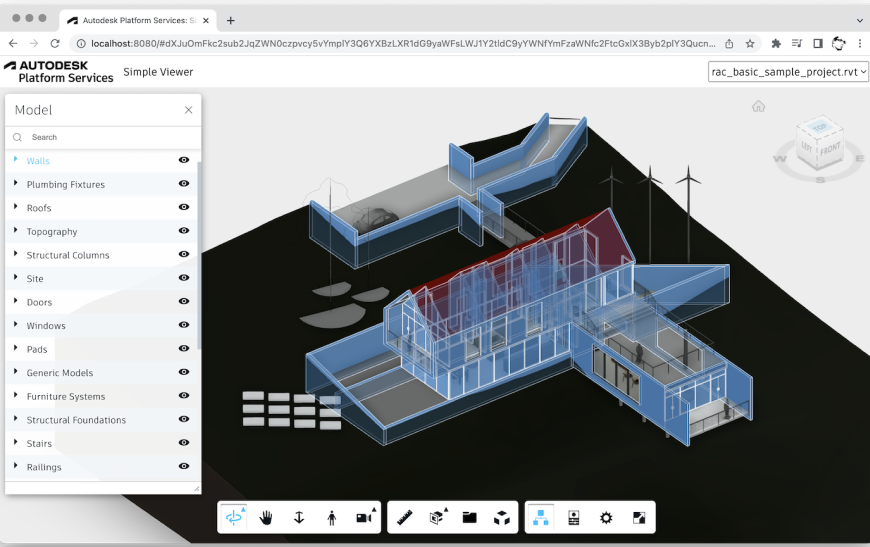 Autodesk Platform Services: Si
localhost:8080/#dXJuOmFkc2sub2JqZWN0czpvcy5vYmplY3Q6YXBzLXR1dG9yaWFsLWJ1Y2tldC9yYWNfYmFzaWNfc2FtcGxlX3Byb2plY3Qucn...
AUTODESK
Platform Services
Simple Viewer
rac_basic_sample_project.rvt
Model
Search
Walls
Plumbing Fixtures
Roofs
Topography
Structural Columns
Site
Doors
Windows
Pads
Generic Models
Furniture Systems
Structural Foundations
Stairs
Railings
TOP
LEFT
FRONT
W
S
E